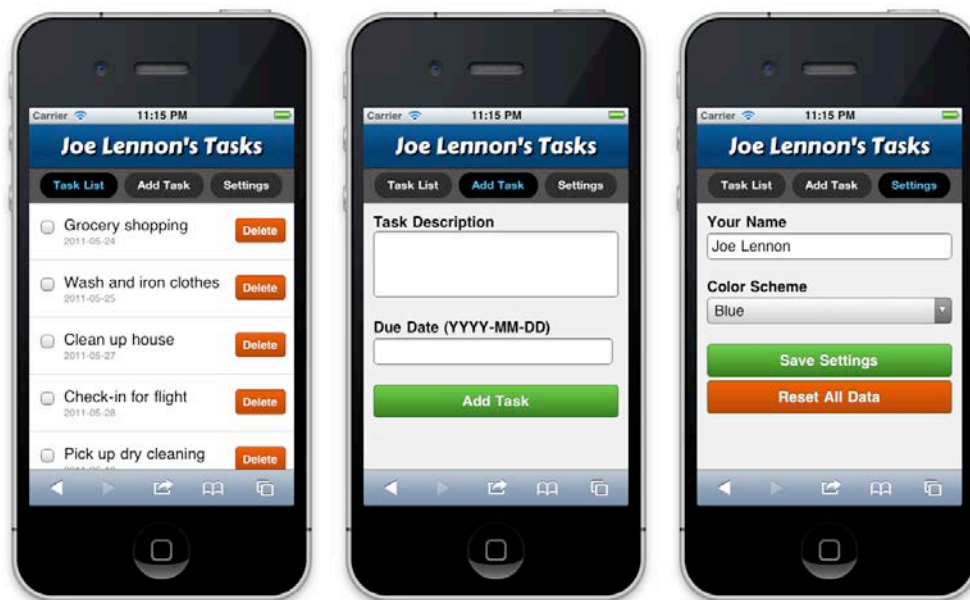 Carrier 11:15 PM
Joe Lennon's Tasks
Task List Add Task Settings
Grocery shopping
2011-05-24
Delete
Wash and iron clothes
2011-05-25
Delete
Clean up house
2011-05-27
Delete
Check-in for flight
2011-05-28
Delete
Pick up dry cleaning
Delete
Carrier 11:15 PM
Joe Lennon's Tasks
Task List Add Task Settings
Task Description
Due Date (YYYY-MM-DD)
Add Task
Carrier 11:15 PM
Joe Lennon's Tasks
Task List Add Task Settings
Your Name
Joe Lennon
Color Scheme
Blue
Save Settings
Reset All Data